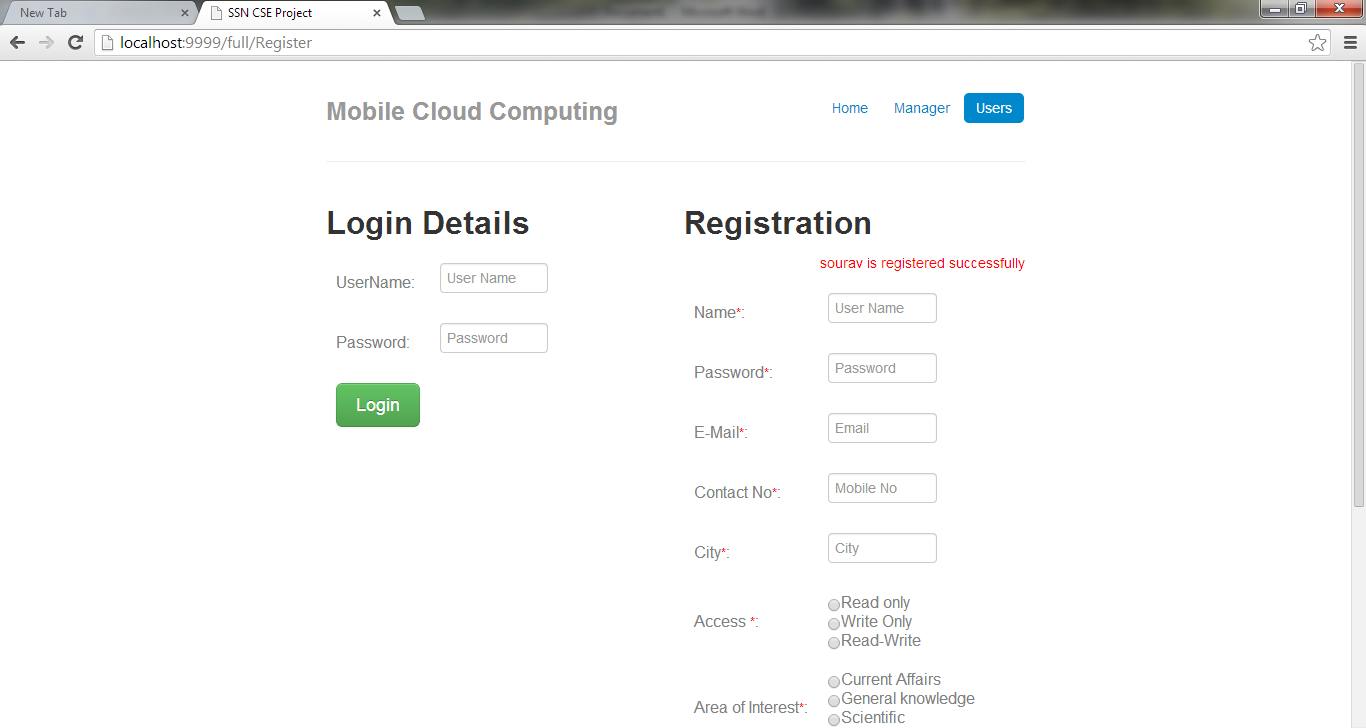 New Tab
SSN CSE Project
localhost:9999/full/Register
Mobile Cloud Computing
Home Manager Users
Login Details
UserName: User Name
Password: Password
Login
Registration
sourav is registered successfully
Name*: User Name
Password*: Password
E-Mail*: Email
Contact No*: Mobile No
City*: City
Access *:
Read only
Write Only
Read-Write
Area of Interest*:
Current Affairs
General knowledge
Scientific